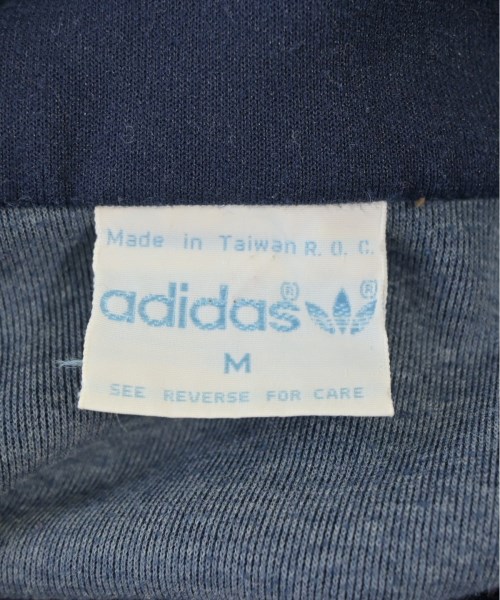 Made in Taiwan R.O.C.
adidas® ®
M
SEE REVERSE FOR CARE